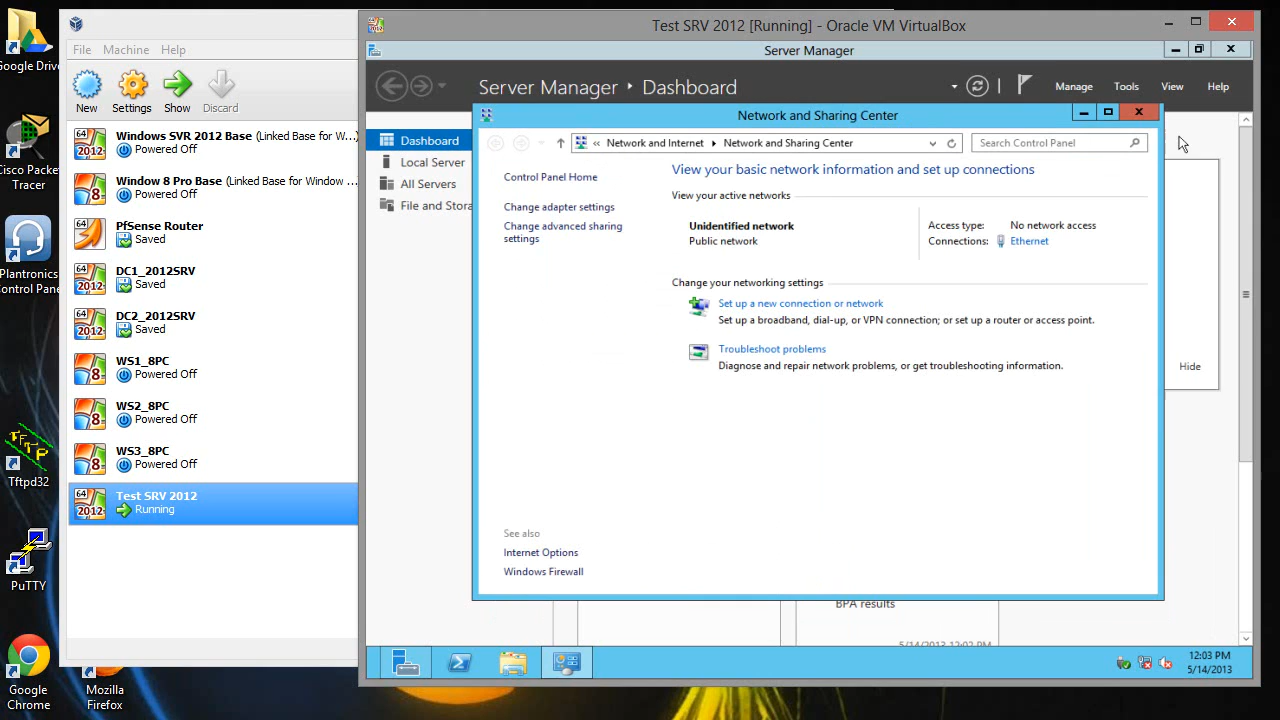 Google Drive
Cisco Packet
Tracer
Plantronics
Control Panel
Tftpd32
PuTTY
Google
Chrome
Mozilla
Firefox
File Machine Help
New Settings Show Discard
Windows SVR 2012 Base (Linked Base for W...
Powered Off
Window 8 Pro Base (Linked Base for Window ...
Powered Off
PfSense Router
Saved
DC1_2012SRV
Saved
DC2_2012SRV
Saved
WS1_8PC
Powered Off
WS2_8PC
Powered Off
WS3_8PC
Powered Off
Test SRV 2012
Running
Test SRV 2012 [Running] - Oracle VM VirtualBox
Server Manager
Server Manager Dashboard
Manage Tools View Help
Dashboard
Local Server
All Servers
File and Stora
Network and Sharing Center
« Network and Internet Network and Sharing Center
Search Control Panel
Control Panel Home
Change adapter settings
Change advanced sharing
settings
View your basic network information and set up connections
View your active networks
Unidentified network
Public network
Access type: No network access
Connections: Ethernet
Change your networking settings
Set up a new connection or network
Set up a broadband, dial-up, or VPN connection; or set up a router or access point.
Troubleshoot problems
Diagnose and repair network problems, or get troubleshooting information.
See also
Internet Options
Windows Firewall
Hide
BPA results
5/14/2013 12:02 PM
12:03 PM
5/14/2013